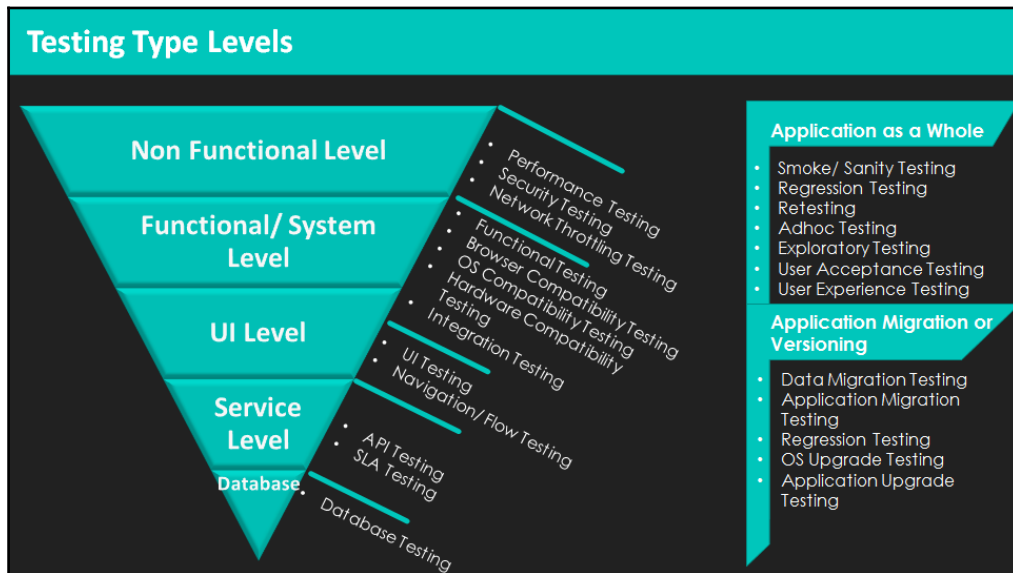 Testing Type Levels
Non Functional Level
Functional/ System
Level
UI Level
Service
Level
Database
• Performance Testing
• Security Testing
• Network Throttling Testing
• Functional Testing
• Browser Compatibility Testing
• OS Compatibility Testing
• Hardware Compatibility
Testing
• Integration Testing
• UI Testing
• Navigation/ Flow Testing
• API Testing
• SLA Testing
• Database Testing
Application as a Whole
• Smoke/ Sanity Testing
• Regression Testing
• Retesting
• Adhoc Testing
• Exploratory Testing
• User Acceptance Testing
• User Experience Testing
Application Migration or
Versioning
• Data Migration Testing
• Application Migration
Testing
• Regression Testing
• OS Upgrade Testing
• Application Upgrade
Testing